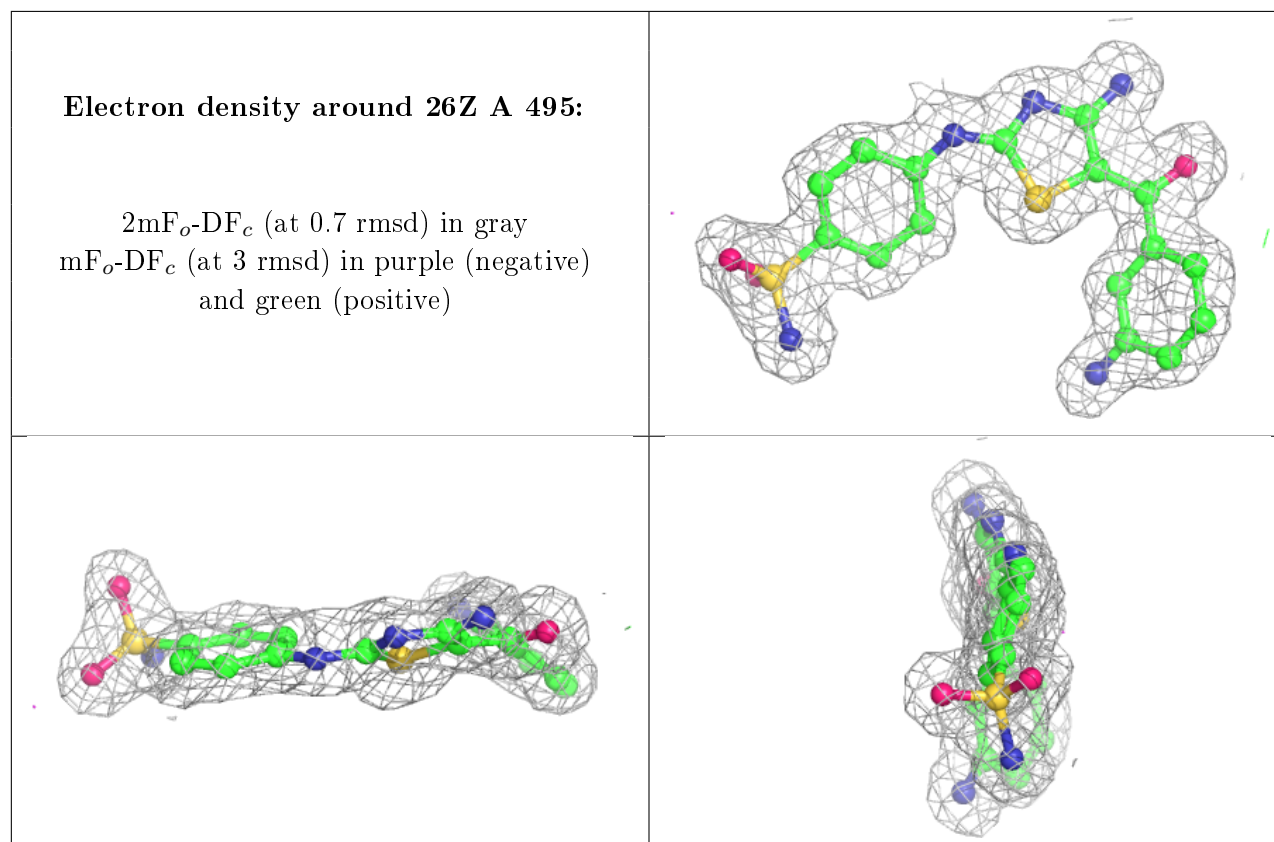 Electron density around 26Z A 495:
2mFₒ-DF𝒸 (at 0.7 rmsd) in gray
mFₒ-DF𝒸 (at 3 rmsd) in purple (negative)
and green (positive)